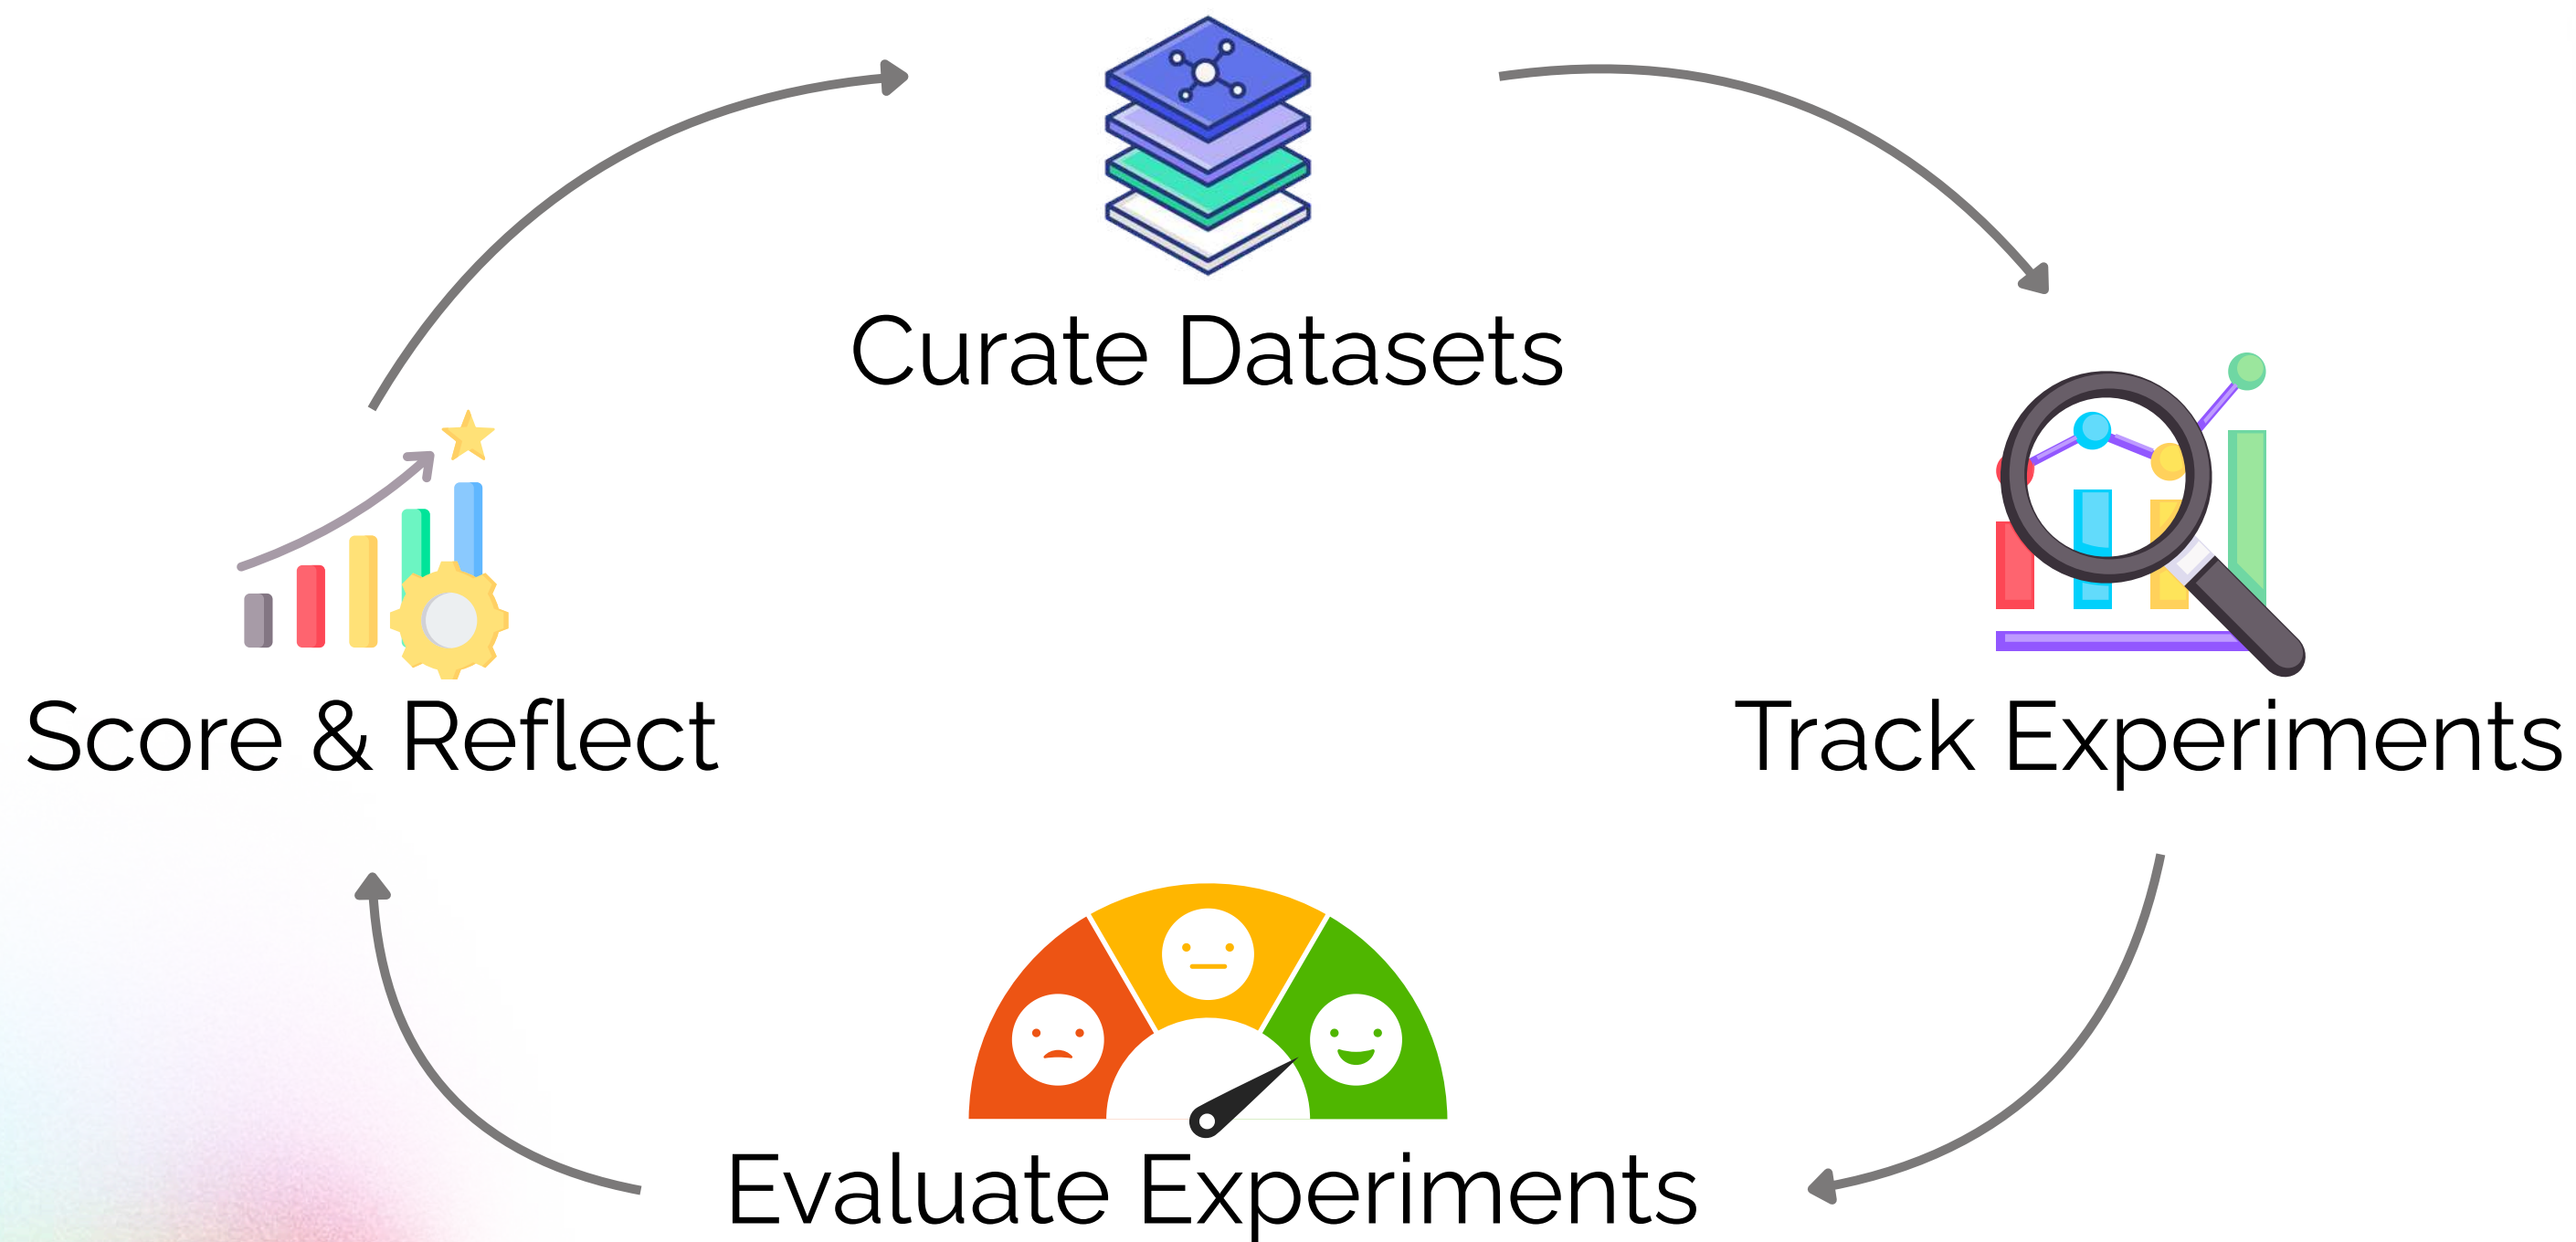 Curate Datasets
Score & Reflect
Track Experiments
Evaluate Experiments